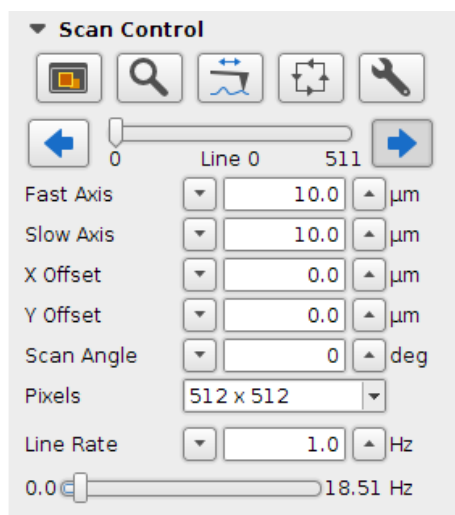 Scan Control
0 Line 0 511
Fast Axis 10.0 µm
Slow Axis 10.0 µm
X Offset 0.0 µm
Y Offset 0.0 µm
Scan Angle 0 deg
Pixels 512 x 512
Line Rate 1.0 Hz
0.0 18.51 Hz